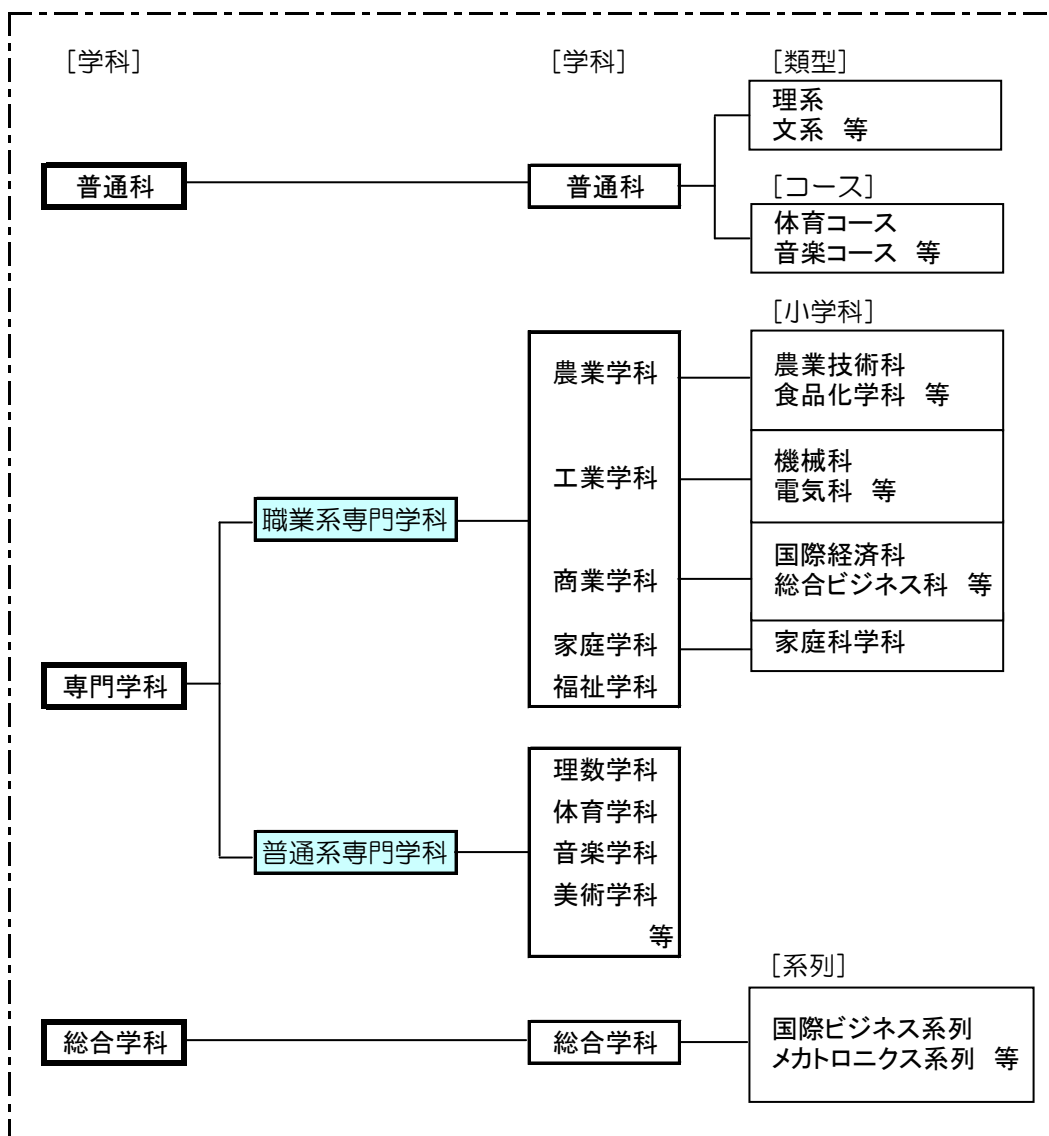 ［学科］
［学科］
［類型］
理系
文系 等
普通科
普通科
［コース］
体育コース
音楽コース 等
［小学科］
農業学科
農業技術科
食品化学科 等
工業学科
機械科
電気科 等
職業系専門学科
商業学科
国際経済科
総合ビジネス科 等
家庭学科
家庭科学科
専門学科
福祉学科
理数学科
体育学科
普通系専門学科
音楽学科
美術学科
等
［系列］
総合学科
総合学科
国際ビジネス系列
メカトロニクス系列 等